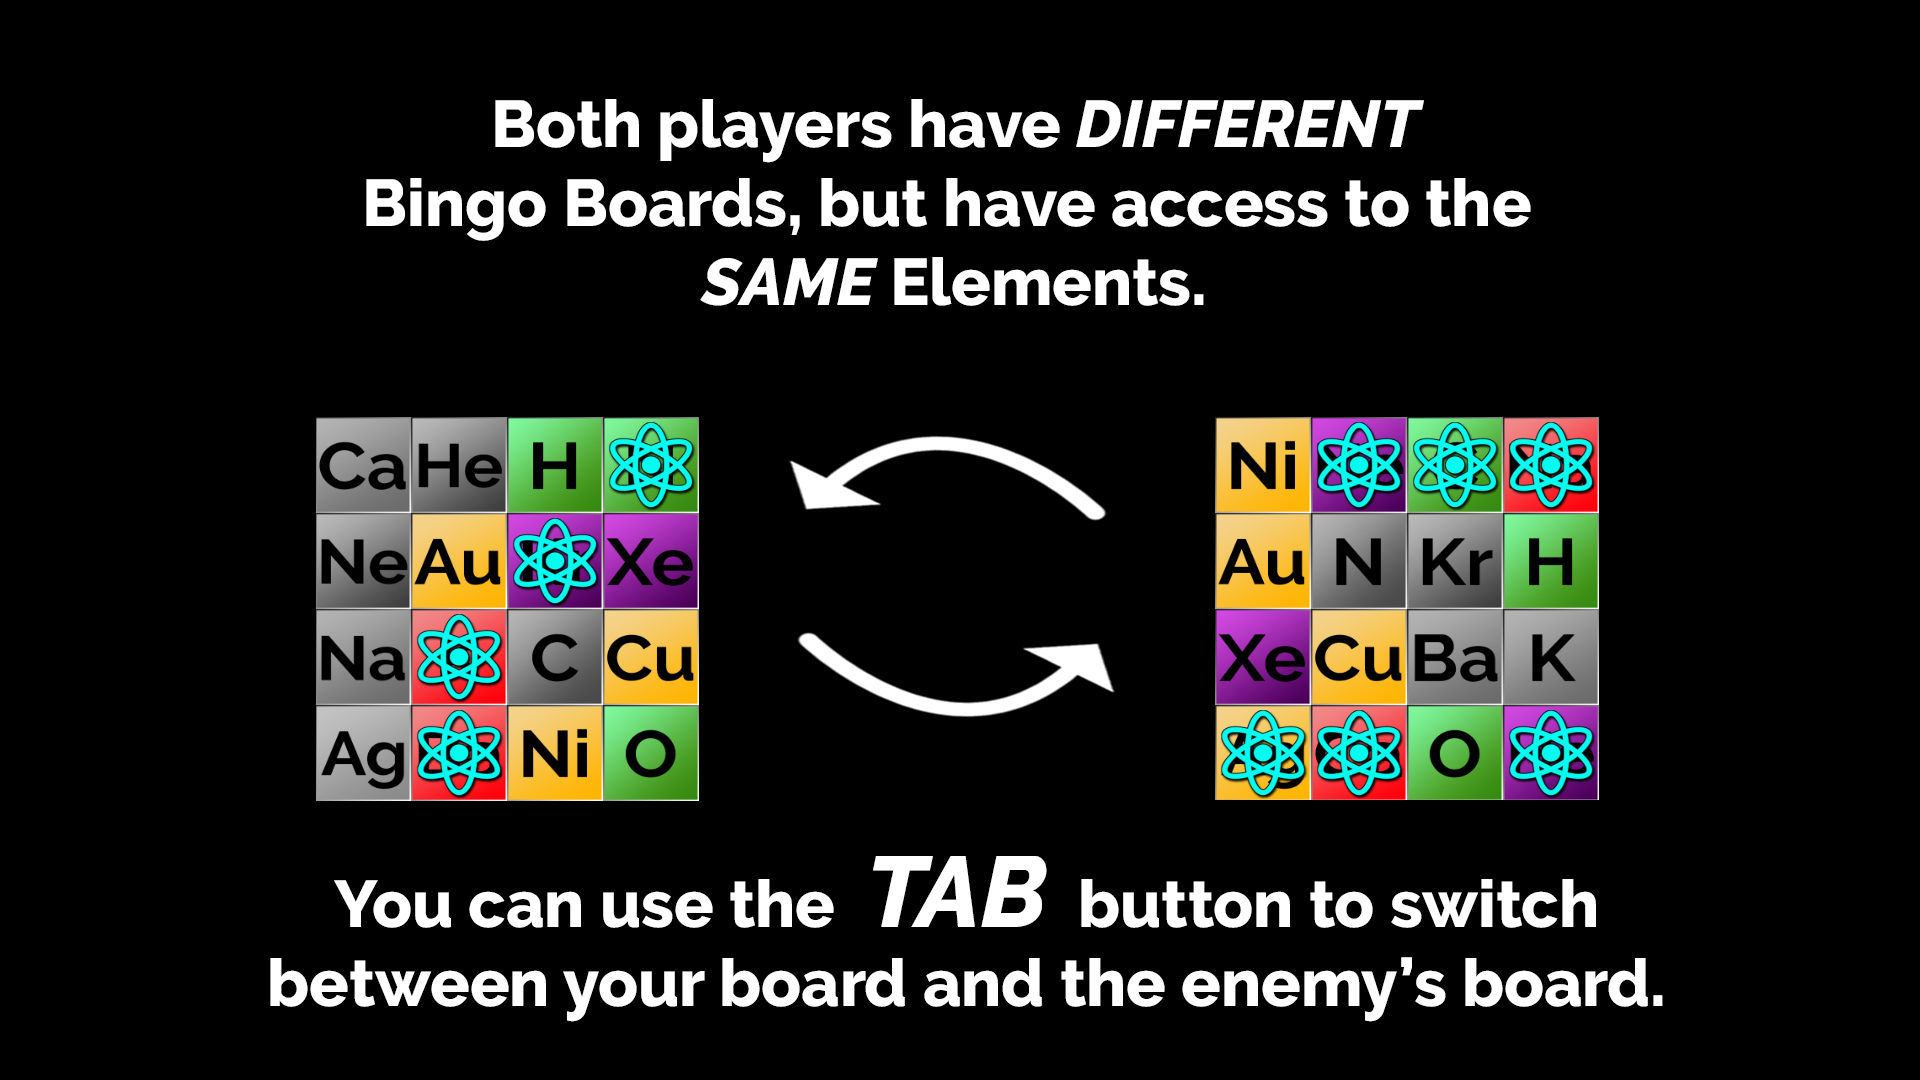 Both players have DIFFERENT
Bingo Boards, but have access to the
SAME Elements.
Ca He H
Ne Au Xe
Na C Cu
Ag Ni O
Ni
Au N Kr H
Xe Cu Ba K
O
You can use the TAB button to switch
between your board and the enemy’s board.